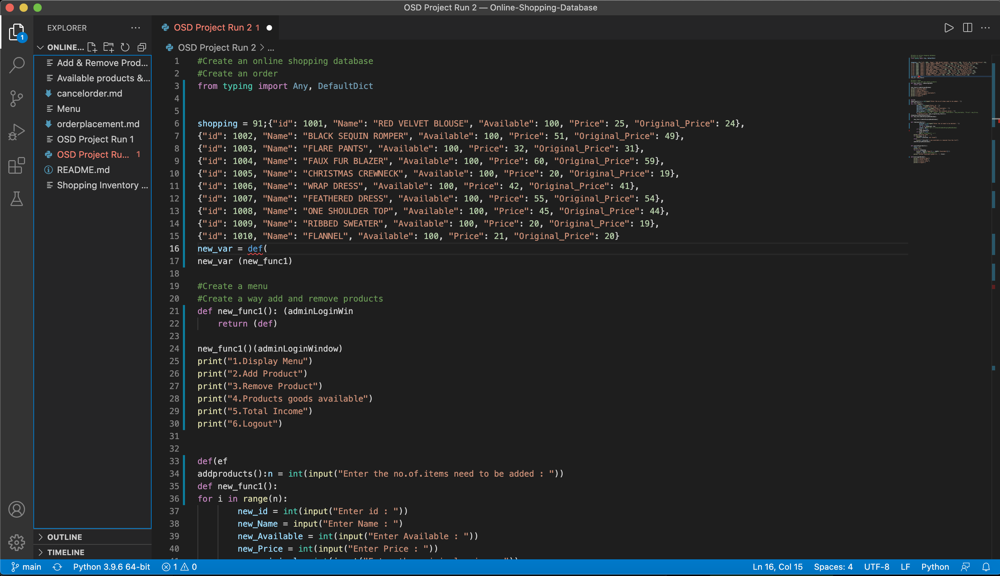 OSD Project Run 2 — Online-Shopping-Database
EXPLORER
1
ONLINE...
Add & Remove Prod...
Available products &...
cancelorder.md
Menu
orderplacement.md
OSD Project Run 1
OSD Project Ru... 1
README.md
Shopping Inventory ...
OUTLINE
TIMELINE
OSD Project Run 2 1
OSD Project Run 2 > ...
1 #Create an online shopping database
2 #Create an order
3 from typing import Any, DefaultDict
4
5
6 shopping = 91;{"id": 1001, "Name": "RED VELVET BLOUSE", "Available": 100, "Price": 25, "Original_Price": 24},
7 {"id": 1002, "Name": "BLACK SEQUIN ROMPER", "Available": 100, "Price": 51, "Original_Price": 49},
8 {"id": 1003, "Name": "FLARE PANTS", "Available": 100, "Price": 32, "Original_Price": 31},
9 {"id": 1004, "Name": "FAUX FUR BLAZER", "Available": 100, "Price": 60, "Original_Price": 59},
10 {"id": 1005, "Name": "CHRISTMAS CREWNECK", "Available": 100, "Price": 20, "Original_Price": 19},
11 {"id": 1006, "Name": "WRAP DRESS", "Available": 100, "Price": 42, "Original_Price": 41},
12 {"id": 1007, "Name": "FEATHERED DRESS", "Available": 100, "Price": 55, "Original_Price": 54},
13 {"id": 1008, "Name": "ONE SHOULDER TOP", "Available": 100, "Price": 45, "Original_Price": 44},
14 {"id": 1009, "Name": "RIBBED SWEATER", "Available": 100, "Price": 20, "Original_Price": 19},
15 {"id": 1010, "Name": "FLANNEL", "Available": 100, "Price": 21, "Original_Price": 20}
16 new_var = def(
17 new_var (new_func1)
18
19 #Create a menu
20 #Create a way add and remove products
21 def new_func1(): (adminLoginWin
22     return (def)
23
24 new_func1()(adminLoginWindow)
25 print("1.Display Menu")
26 print("2.Add Product")
27 print("3.Remove Product")
28 print("4.Products goods available")
29 print("5.Total Income")
30 print("6.Logout")
31
32
33 def(ef
34 addproducts():n = int(input("Enter the no.of.items need to be added : "))
35 def new_func1():
36 for i in range(n):
37         new_id = int(input("Enter id : "))
38         new_Name = input("Enter Name : ")
39         new_Available = int(input("Enter Available : "))
40         new_Price = int(input("Enter Price : "))
main Python 3.9.6 64-bit 1 0 Ln 16, Col 15 Spaces: 4 UTF-8 LF Python